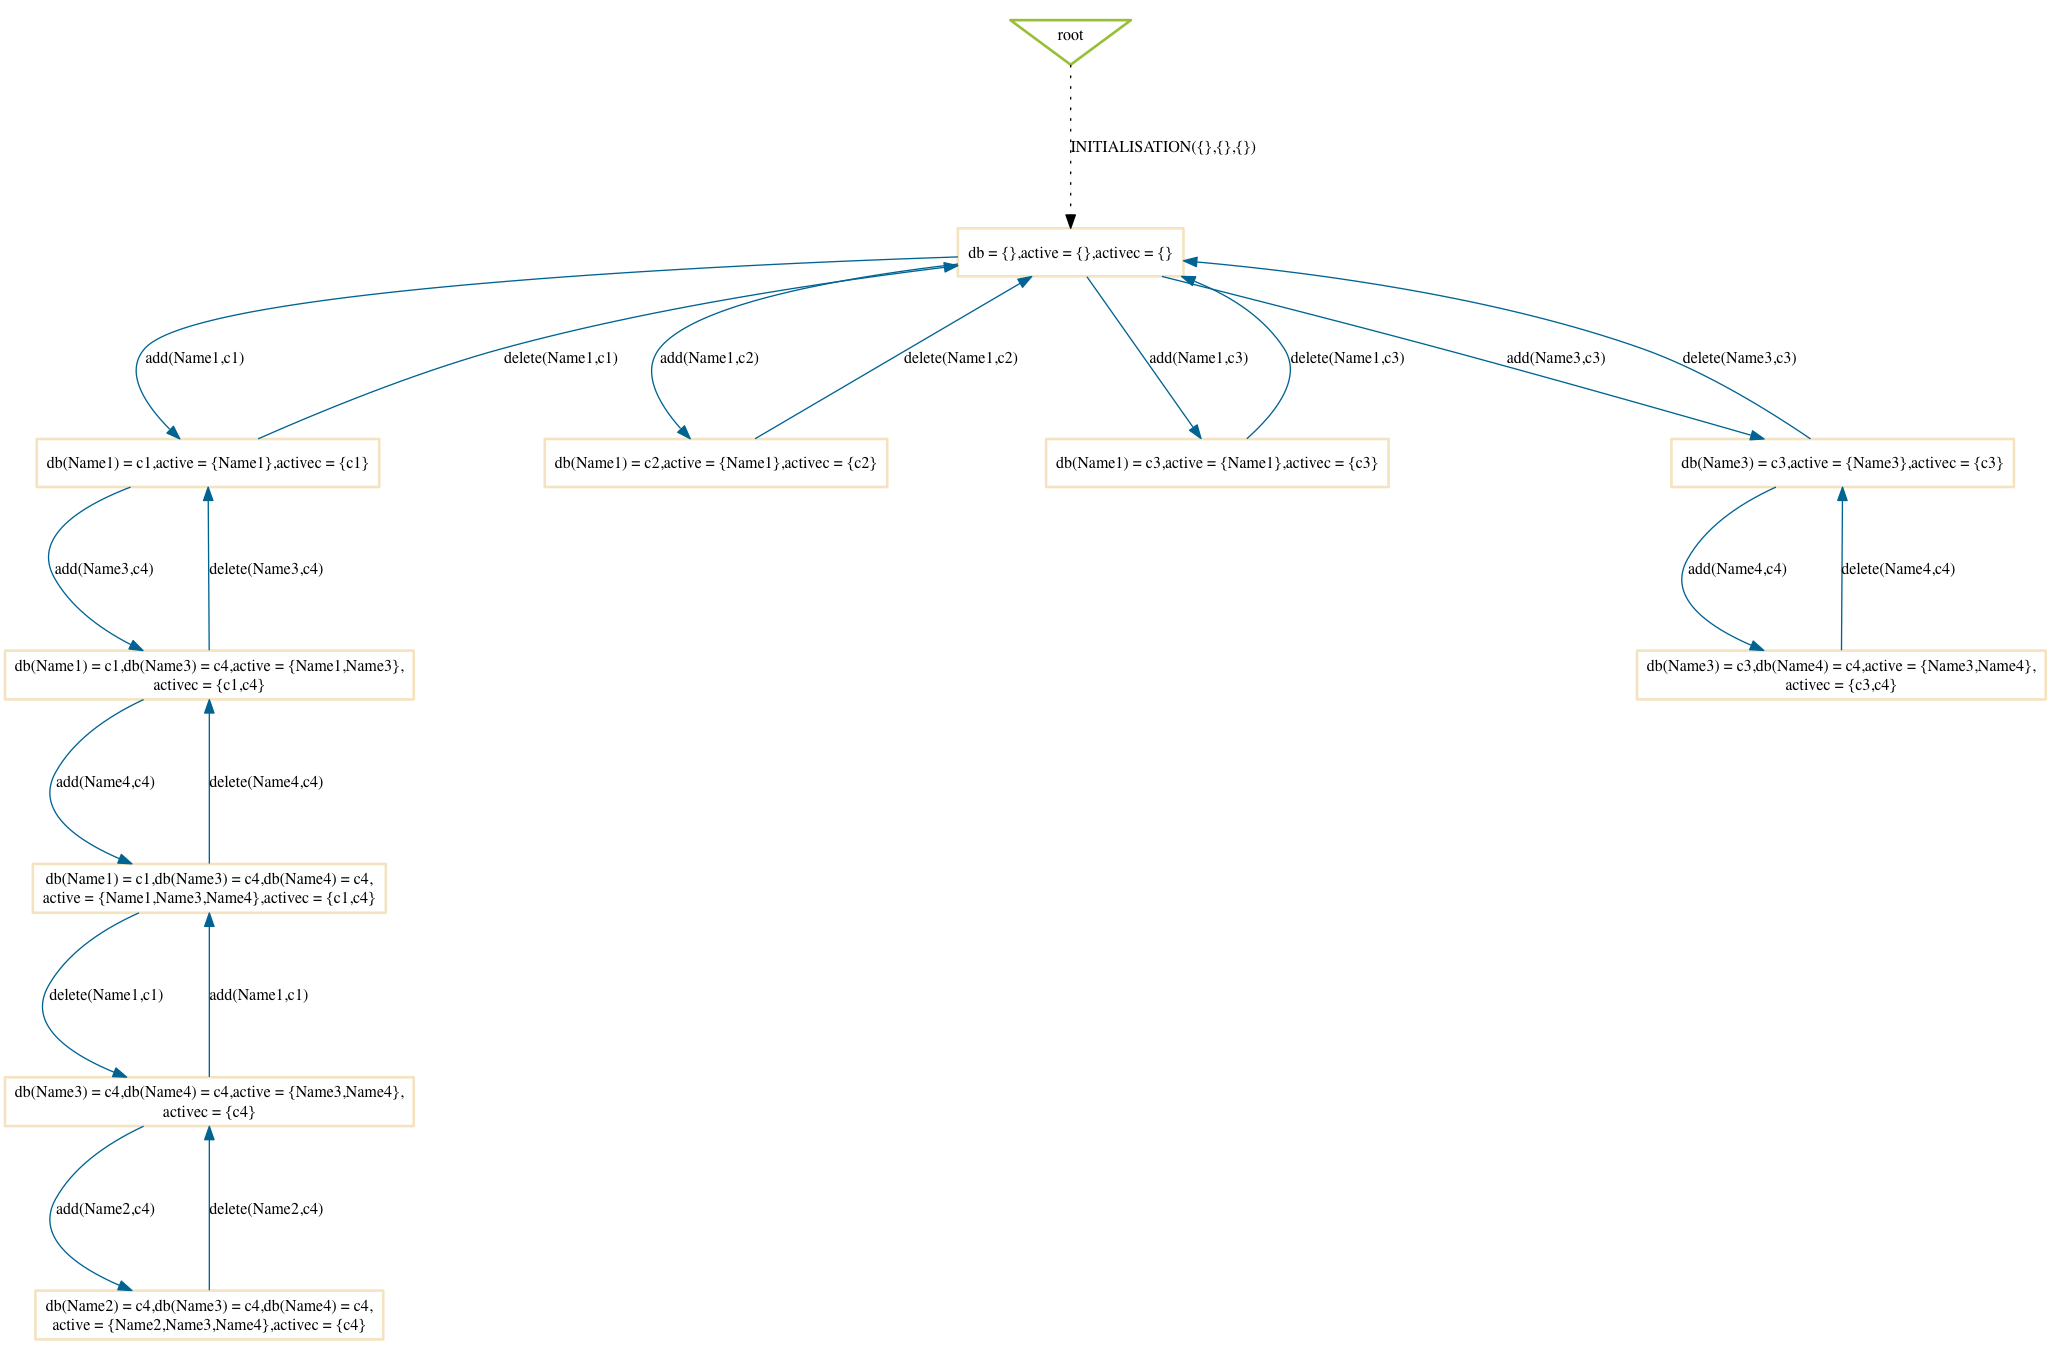 root
INITIALISATION({},{},{})
db = {},active = {},activec = {}
add(Name1,c1)
delete(Name1,c1)
add(Name1,c2)
delete(Name1,c2)
add(Name1,c3)
delete(Name1,c3)
add(Name3,c3)
delete(Name3,c3)
db(Name1) = c1,active = {Name1},activec = {c1}
db(Name1) = c2,active = {Name1},activec = {c2}
db(Name1) = c3,active = {Name1},activec = {c3}
db(Name3) = c3,active = {Name3},activec = {c3}
add(Name3,c4)
delete(Name3,c4)
add(Name4,c4)
delete(Name4,c4)
db(Name1) = c1,db(Name3) = c4,active = {Name1,Name3},
activec = {c1,c4}
db(Name3) = c3,db(Name4) = c4,active = {Name3,Name4},
activec = {c3,c4}
add(Name4,c4)
delete(Name4,c4)
db(Name1) = c1,db(Name3) = c4,db(Name4) = c4,
active = {Name1,Name3,Name4},activec = {c1,c4}
delete(Name1,c1)
add(Name1,c1)
db(Name3) = c4,db(Name4) = c4,active = {Name3,Name4},
activec = {c4}
add(Name2,c4)
delete(Name2,c4)
db(Name2) = c4,db(Name3) = c4,db(Name4) = c4,
active = {Name2,Name3,Name4},activec = {c4}